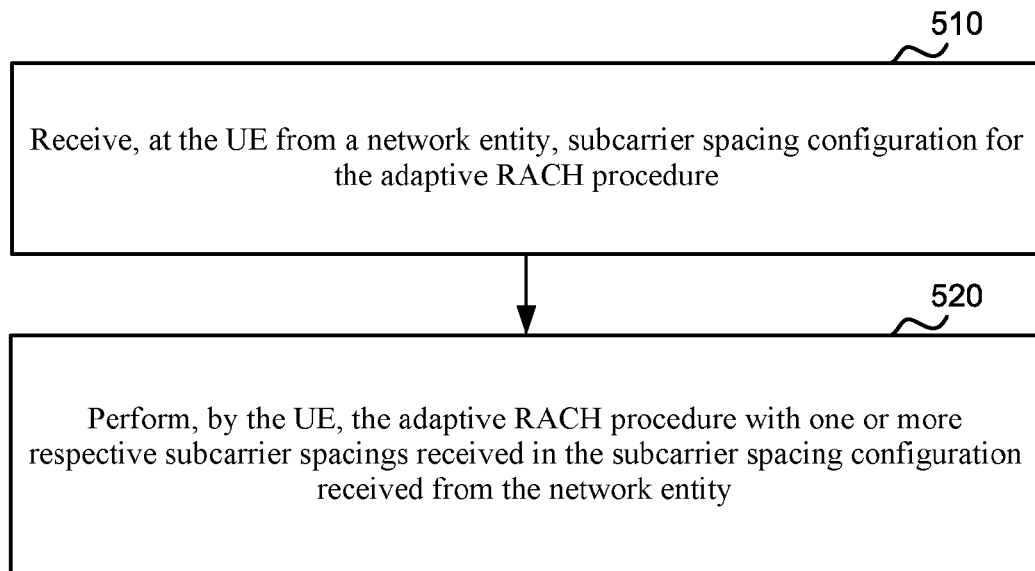 510
Receive, at the UE from a network entity, subcarrier spacing configuration for
the adaptive RACH procedure
520
Perform, by the UE, the adaptive RACH procedure with one or more
respective subcarrier spacings received in the subcarrier spacing configuration
received from the network entity